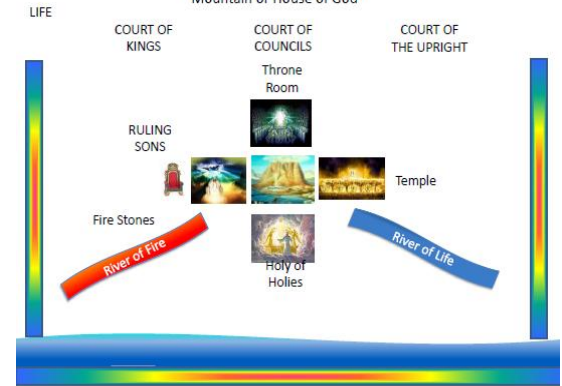 Mountain of House of God
LIFE
COURT OF
KINGS
COURT OF
COUNCILS
COURT OF
THE UPRIGHT
Throne
Room
RULING
SONS
Temple
Fire Stones
River of Fire
River of Life
Holy of
Holies